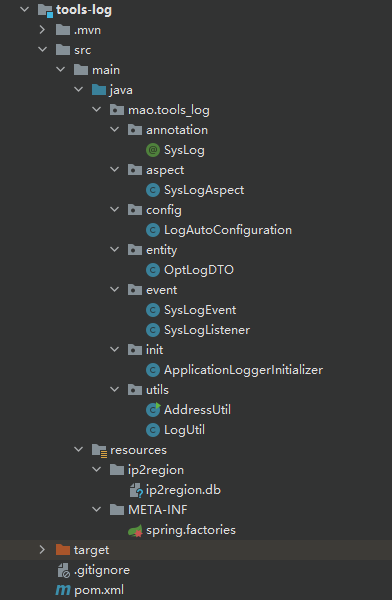 tools-log
.mvn
src
main
java
mao.tools_log
annotation
SysLog
aspect
SysLogAspect
config
LogAutoConfiguration
entity
OptLogDTO
event
SysLogEvent
SysLogListener
init
ApplicationLoggerInitializer
utils
AddressUtil
LogUtil
resources
ip2region
ip2region.db
META-INF
spring.factories
target
.gitignore
pom.xml